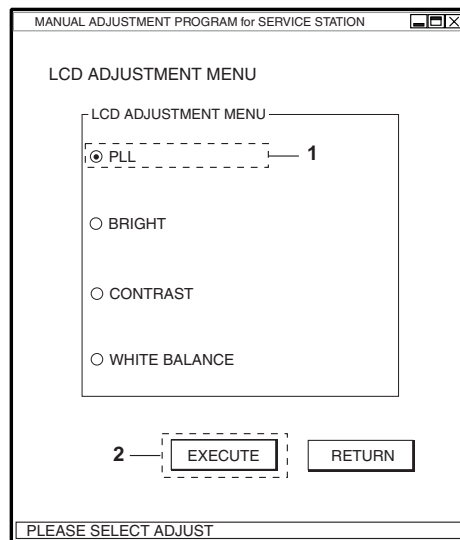 MANUAL ADJUSTMENT PROGRAM for SERVICE STATION
LCD ADJUSTMENT MENU
LCD ADJUSTMENT MENU
PLL
1
BRIGHT
CONTRAST
WHITE BALANCE
2
EXECUTE
RETURN
PLEASE SELECT ADJUST